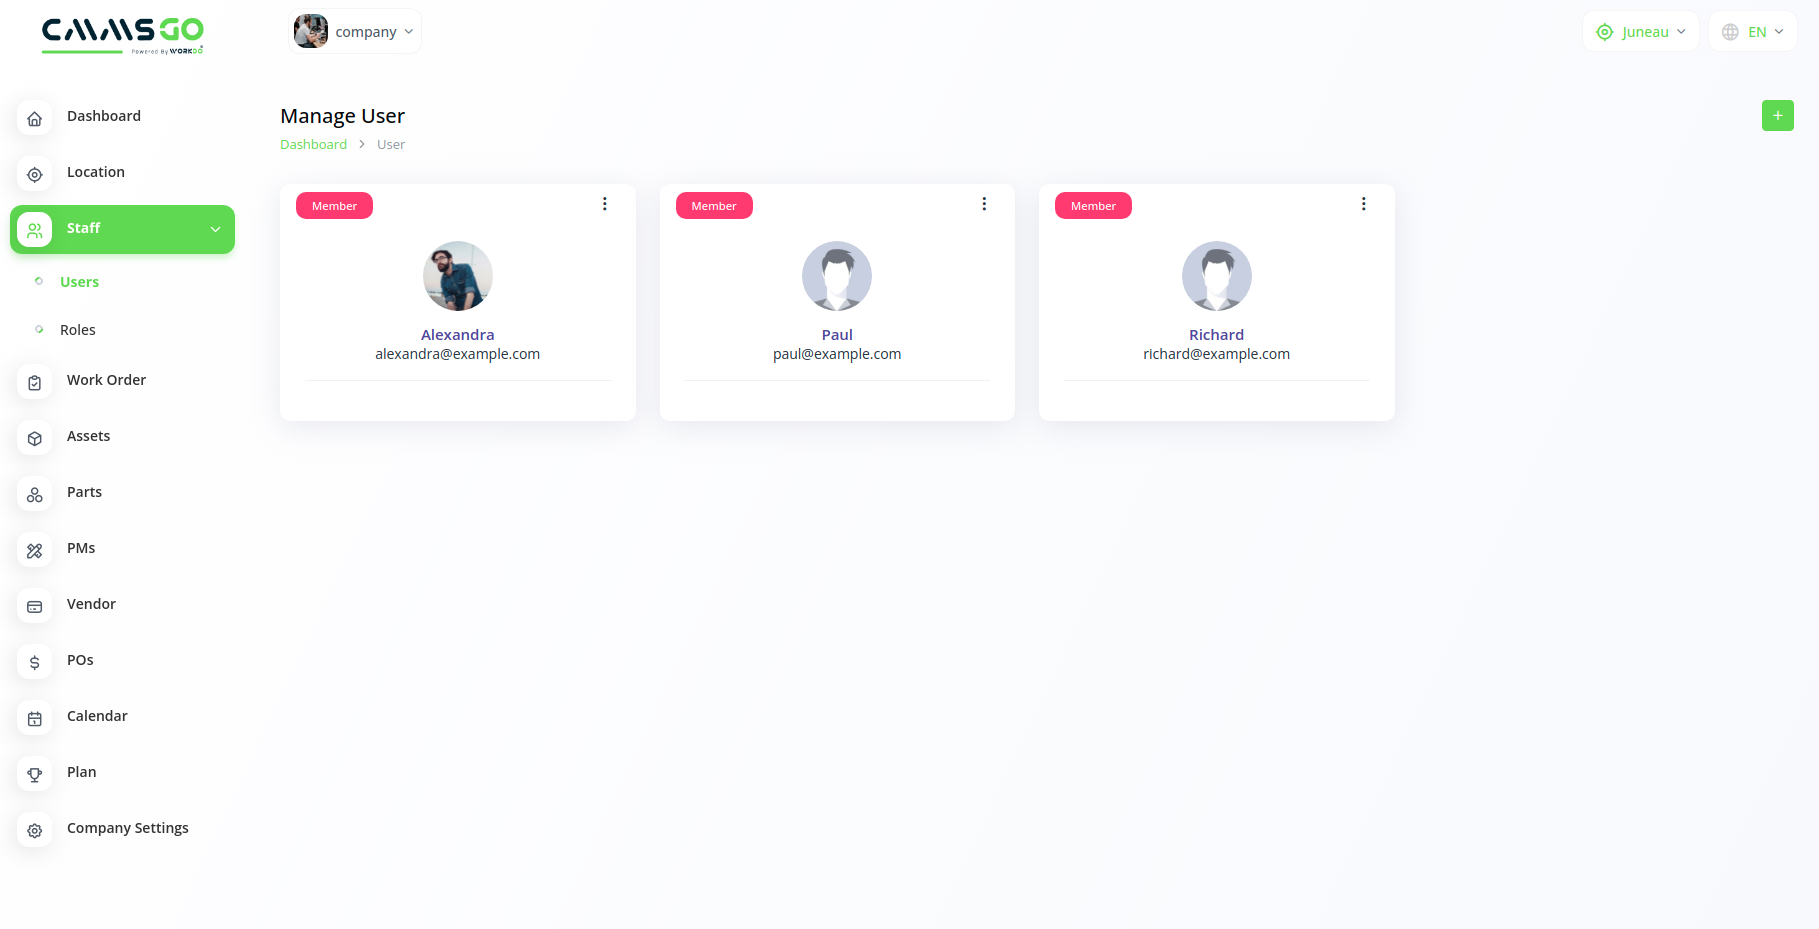 CMMSGO
Powered By WORKDO
company
Juneau
EN
Dashboard
Location
Staff
Users
Roles
Work Order
Assets
Parts
PMs
Vendor
POs
Calendar
Plan
Company Settings
Manage User
Dashboard > User
+
Member
Alexandra
alexandra@example.com
Member
Paul
paul@example.com
Member
Richard
richard@example.com